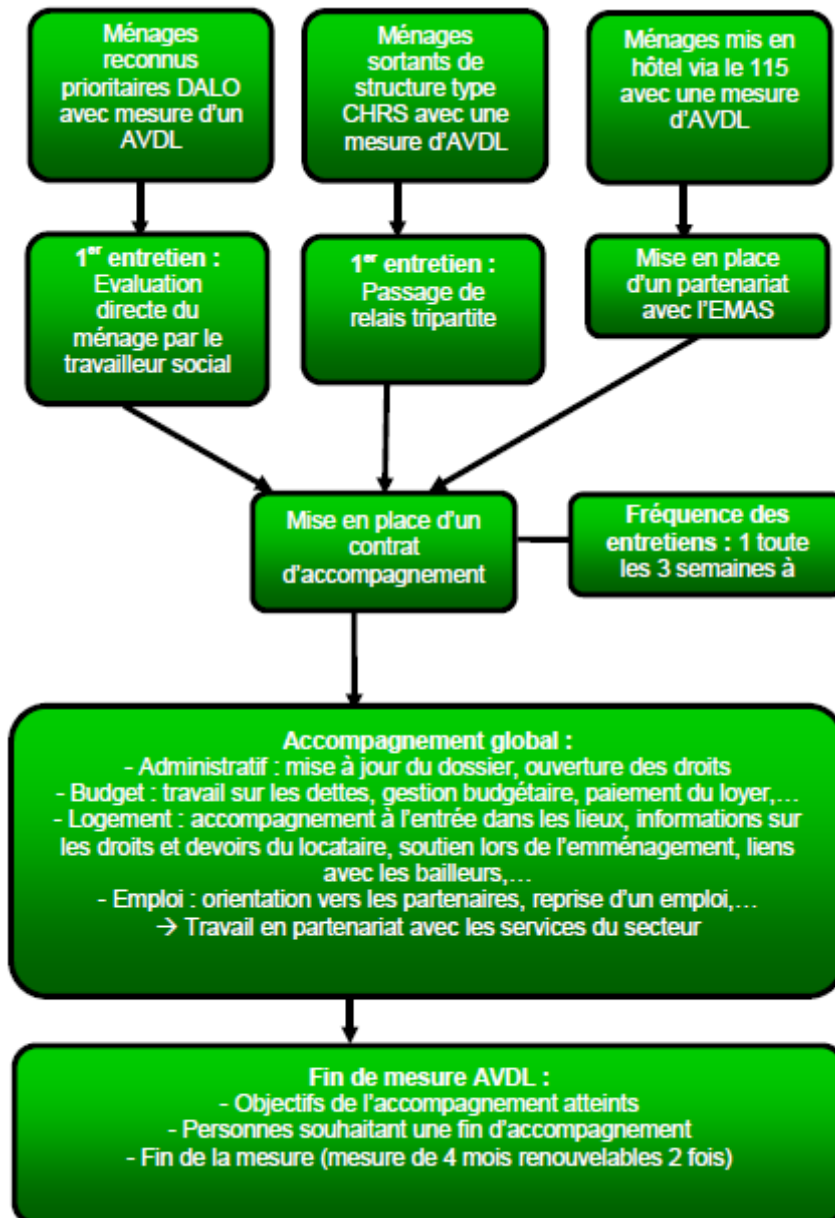 Ménages
reconnus
prioritaires DALO
avec mesure d'un
AVDL
Ménages
sortants de
structure type
CHRS avec une
mesure d'AVDL
Ménages mis en
hôtel via le 115
avec une mesure
d'AVDL
1er entretien :
Evaluation
directe du
ménage par le
travailleur social
1er entretien :
Passage de
relais tripartite
Mise en place
d'un partenariat
avec l'EMAS
Mise en place d'un
contrat
d'accompagnement
Fréquence des
entretiens : 1 toute
les 3 semaines à
Accompagnement global :
- Administratif : mise à jour du dossier, ouverture des droits
- Budget : travail sur les dettes, gestion budgétaire, paiement du loyer,…
- Logement : accompagnement à l'entrée dans les lieux, informations sur
les droits et devoirs du locataire, soutien lors de l'emménagement, liens
avec les bailleurs,…
- Emploi : orientation vers les partenaires, reprise d'un emploi,…
→ Travail en partenariat avec les services du secteur
Fin de mesure AVDL :
- Objectifs de l'accompagnement atteints
- Personnes souhaitant une fin d'accompagnement
- Fin de la mesure (mesure de 4 mois renouvelables 2 fois)